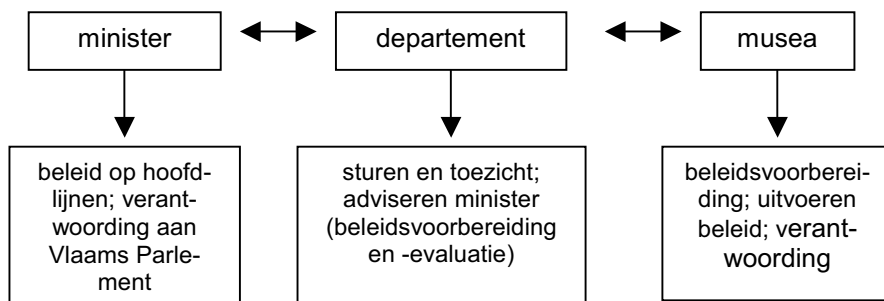 minister
departement
musea
beleid op hoofd-
lijnen; verant-
woording aan
Vlaams Parle-
ment
sturen en toezicht;
adviseren minister
(beleidsvoorbereiding
en -evaluatie)
beleidsvoorberei-
ding; uitvoeren
beleid; verant-
woording